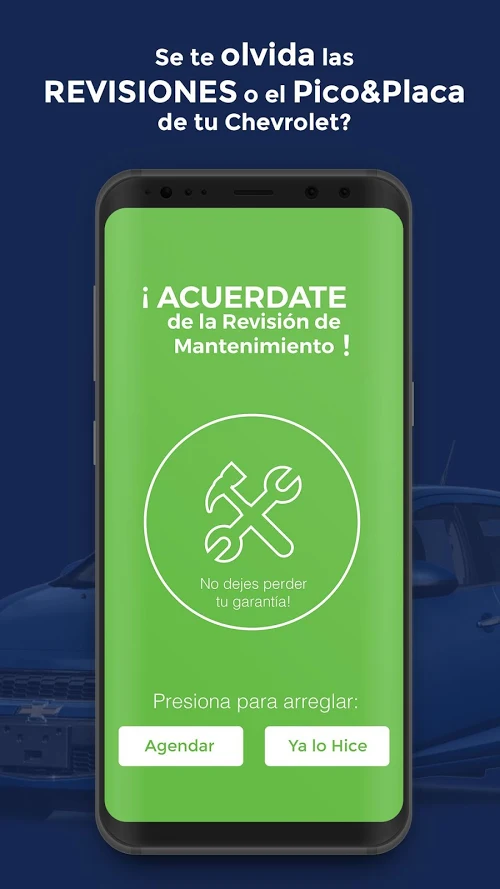 Se te olvida las
REVISIONES o el Pico&Placa
de tu Chevrolet?
¡ ACUERDATE
de la Revisión de
Mantenimiento !
No dejes perder
tu garantía!
Presiona para arreglar:
Agendar
Ya lo Hice